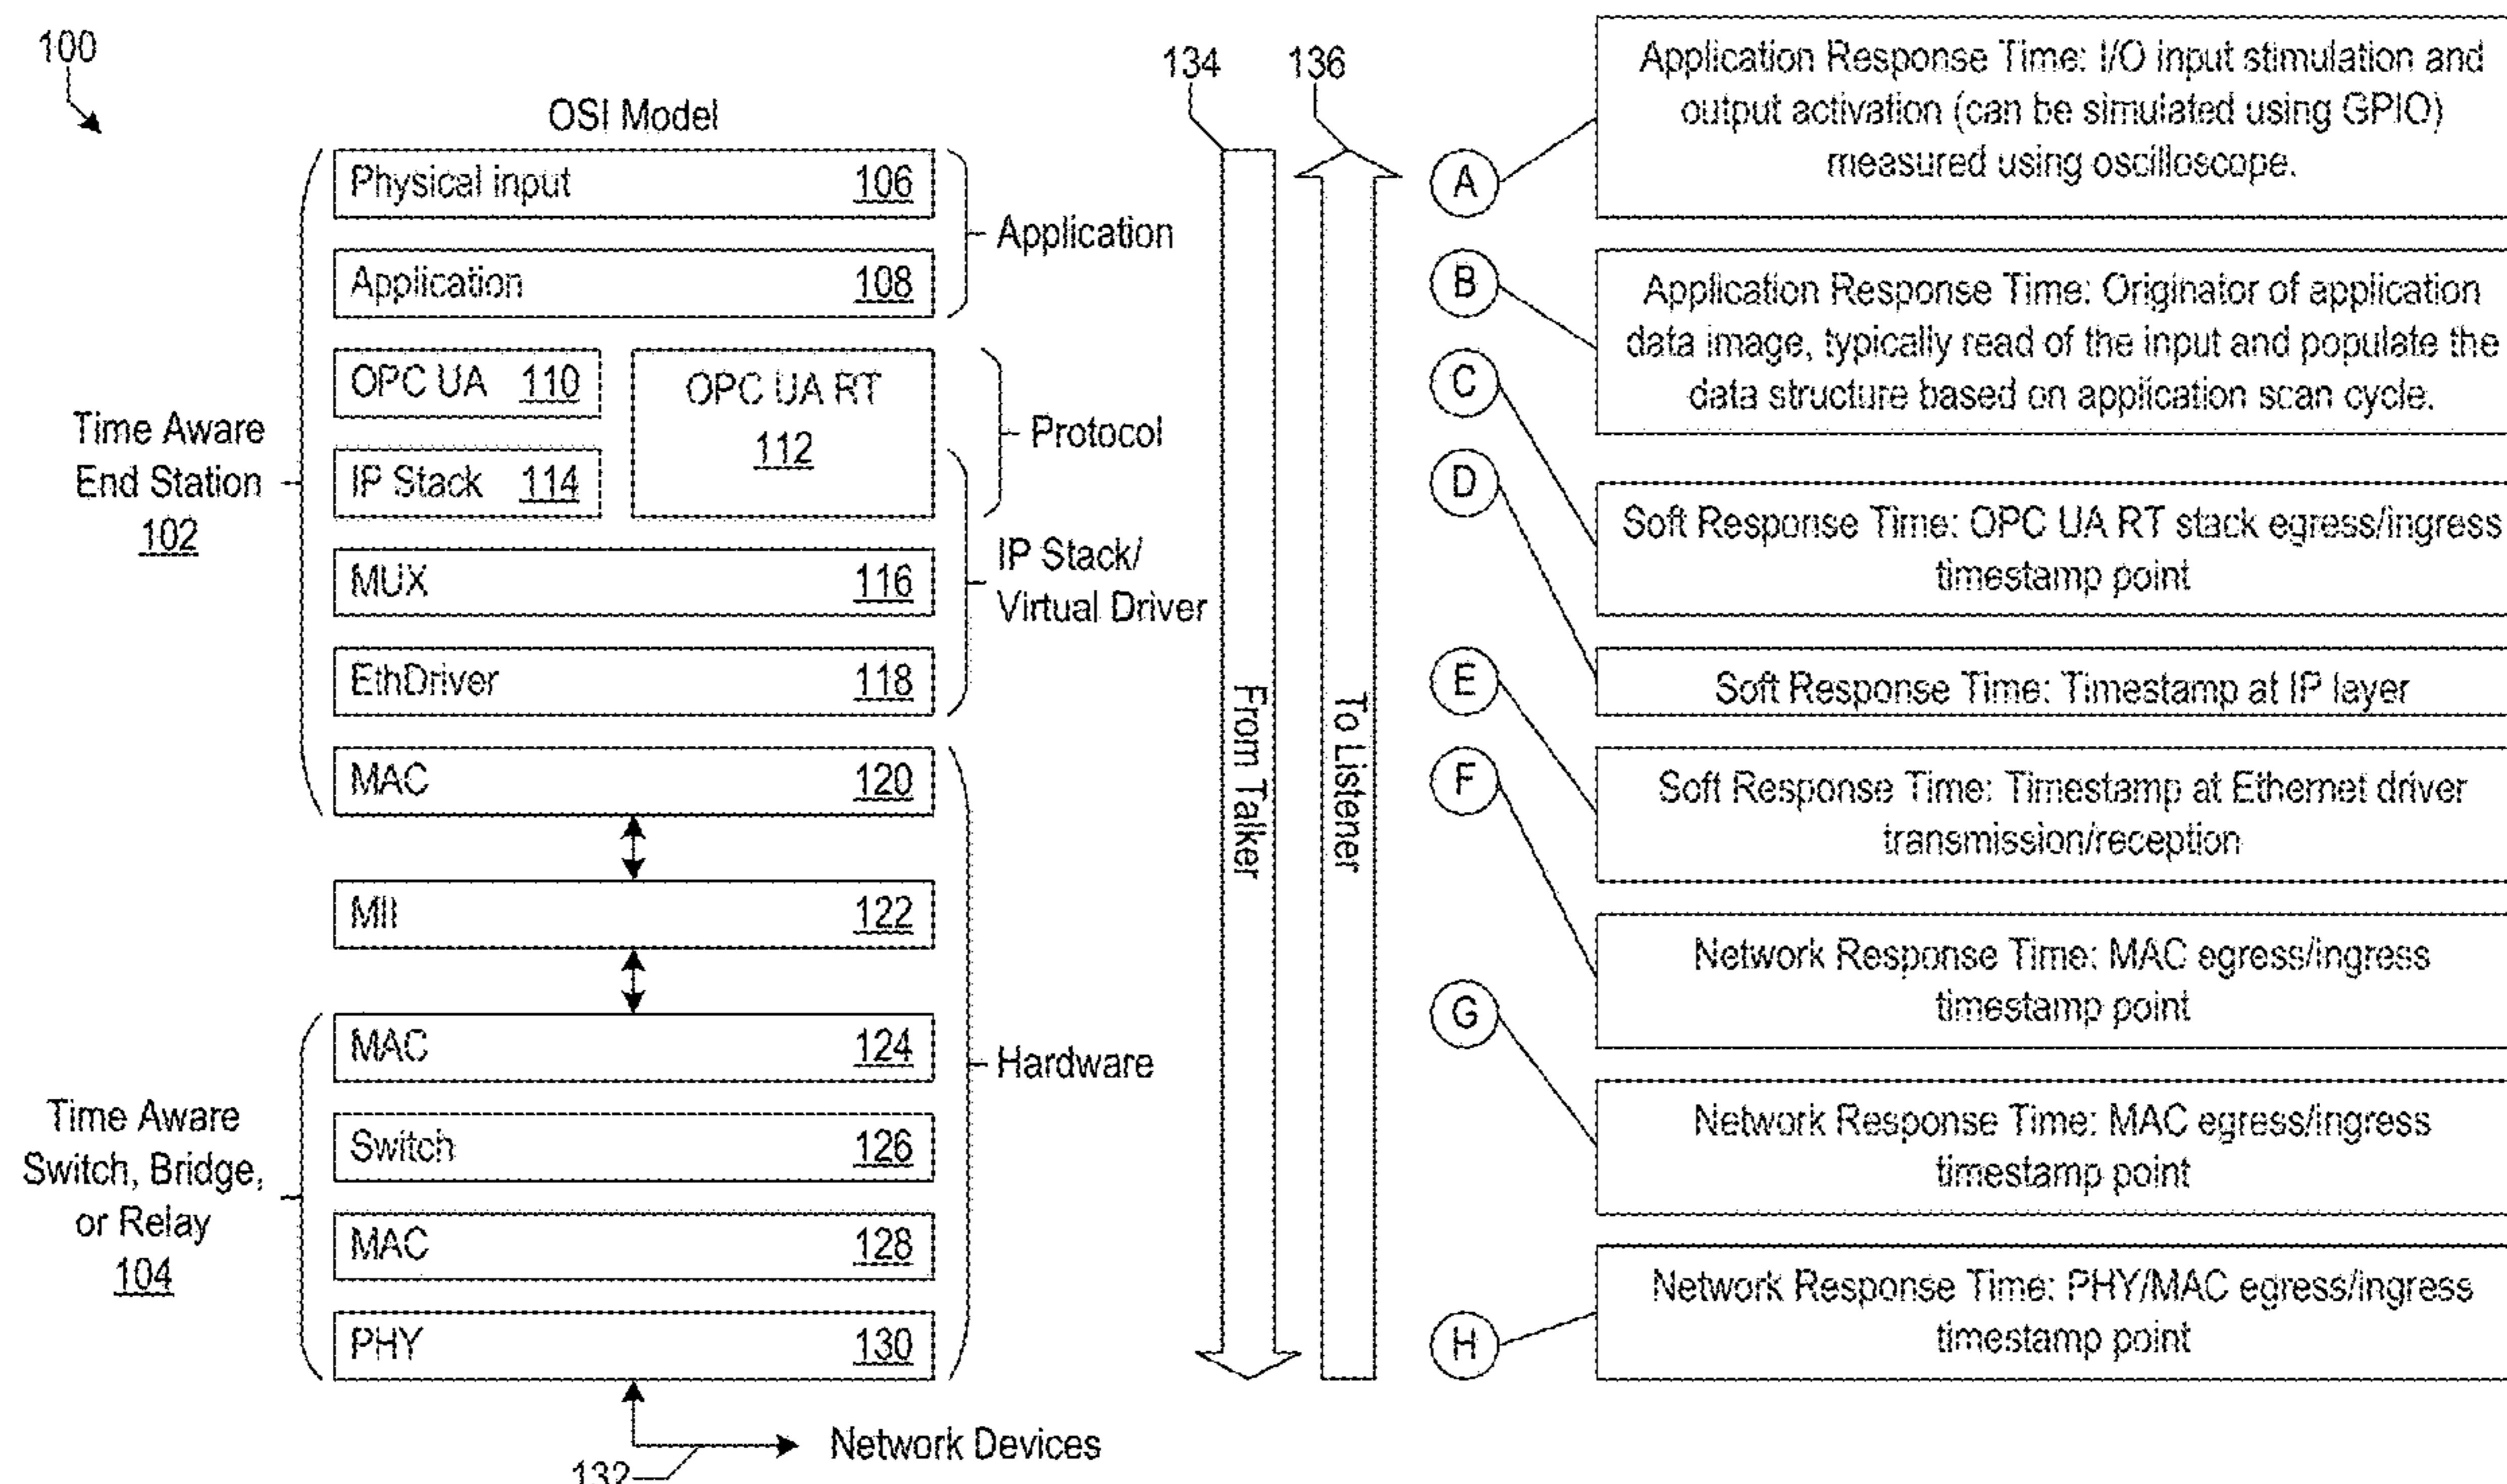 100
OSI Model
Physical input 106
Application 108
Application
OPC UA 110
OPC UA RT
112
IP Stack 114
Protocol
MUX 116
EthDriver 118
IP Stack/
Virtual Driver
Time Aware
End Station
102
MAC 120
MII 122
MAC 124
Switch 126
MAC 128
PHY 130
Hardware
Time Aware
Switch, Bridge,
or Relay
104
132
Network Devices
134
136
From Talker
To Listener
A
Application Response Time: I/O input stimulation and
output activation (can be simulated using GPIO)
measured using oscilloscope.
B
Application Response Time: Originator of application
data image, typically read of the input and populate the
data structure based on application scan cycle.
C
Soft Response Time: OPC UA RT stack egress/ingress
timestamp point
D
Soft Response Time: Timestamp at IP layer
E
Soft Response Time: Timestamp at Ethernet driver
transmission/reception
F
Network Response Time: MAC egress/ingress
timestamp point
G
Network Response Time: MAC egress/ingress
timestamp point
H
Network Response Time: PHY/MAC egress/ingress
timestamp point